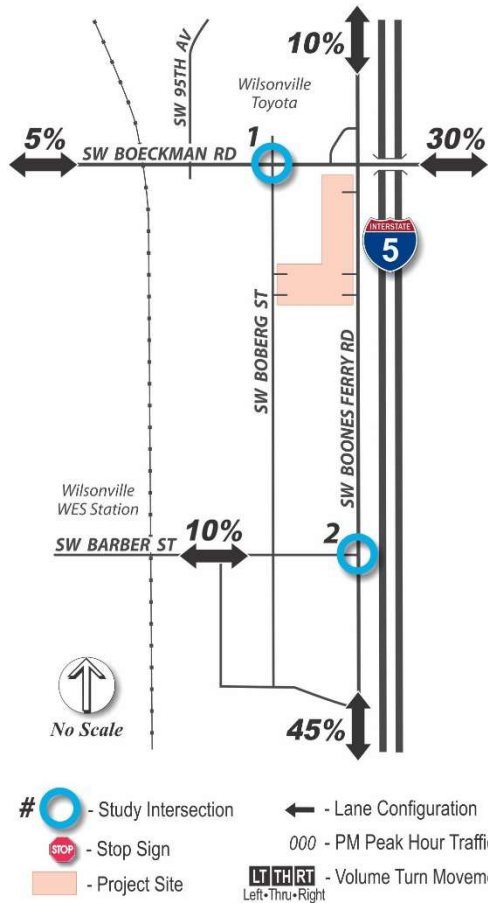 10%
SW 95TH AV
Wilsonville
Toyota
5%
1
30%
SW BOECKMAN RD
INTERSTATE
5
SW BOBERG ST
SW BOONES FERRY RD
Wilsonville
WES Station
10%
2
SW BARBER ST
No Scale
45%
# - Study Intersection
- Lane Configuration
STOP - Stop Sign
000 - PM Peak Hour Traffi
- Project Site
LT TH RT - Volume Turn Movem
Left•Thru•Right